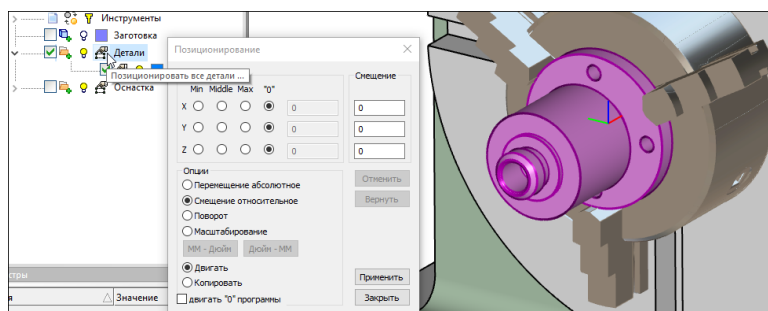 Инструменты
Заготовка
Детали
Позиционировать все детали ...
Оснастка
Позиционирование
Смещение
Min Middle Max "0"
X 0 0
Y 0 0
Z 0 0
Опции
Перемещение абсолютное
Смещение относительное
Поворот
Масштабирование
ММ - Дюйм Дюйм - ММ
Двигать
Копировать
двигать "0" программы
Отменить
Вернуть
Применить
Закрыть
стры
я Значение